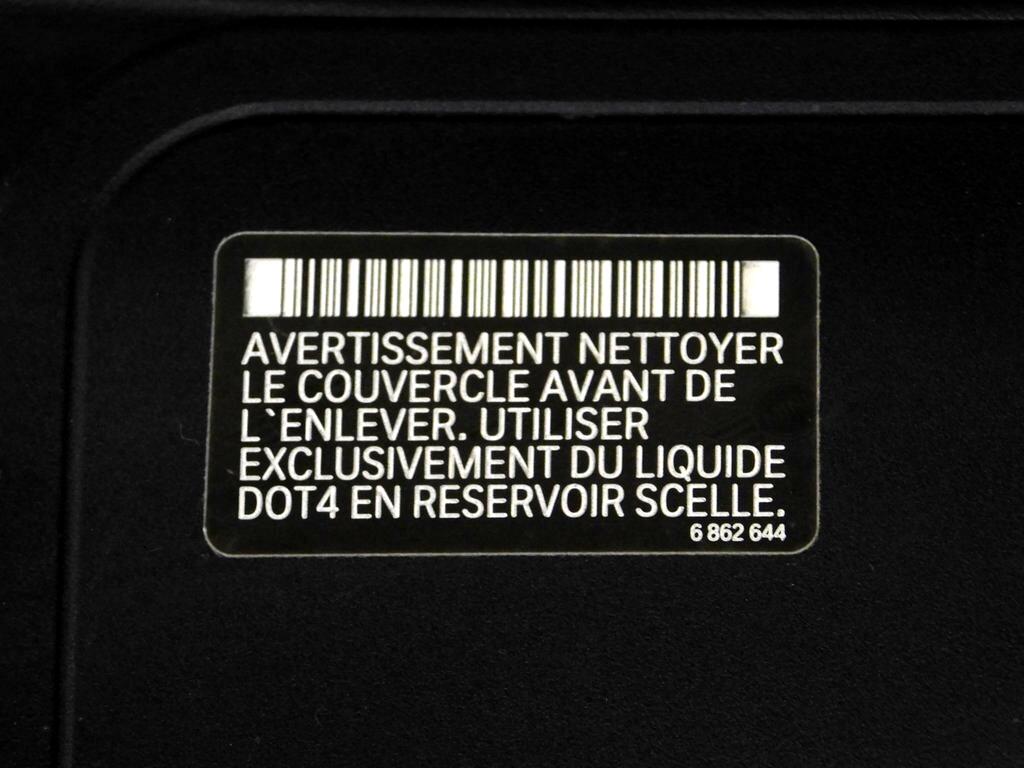 AVERTISSEMENT NETTOYER
LE COUVERCLE AVANT DE
L`ENLEVER. UTILISER
EXCLUSIVEMENT DU LIQUIDE
DOT4 EN RESERVOIR SCELLE.
6 862 644